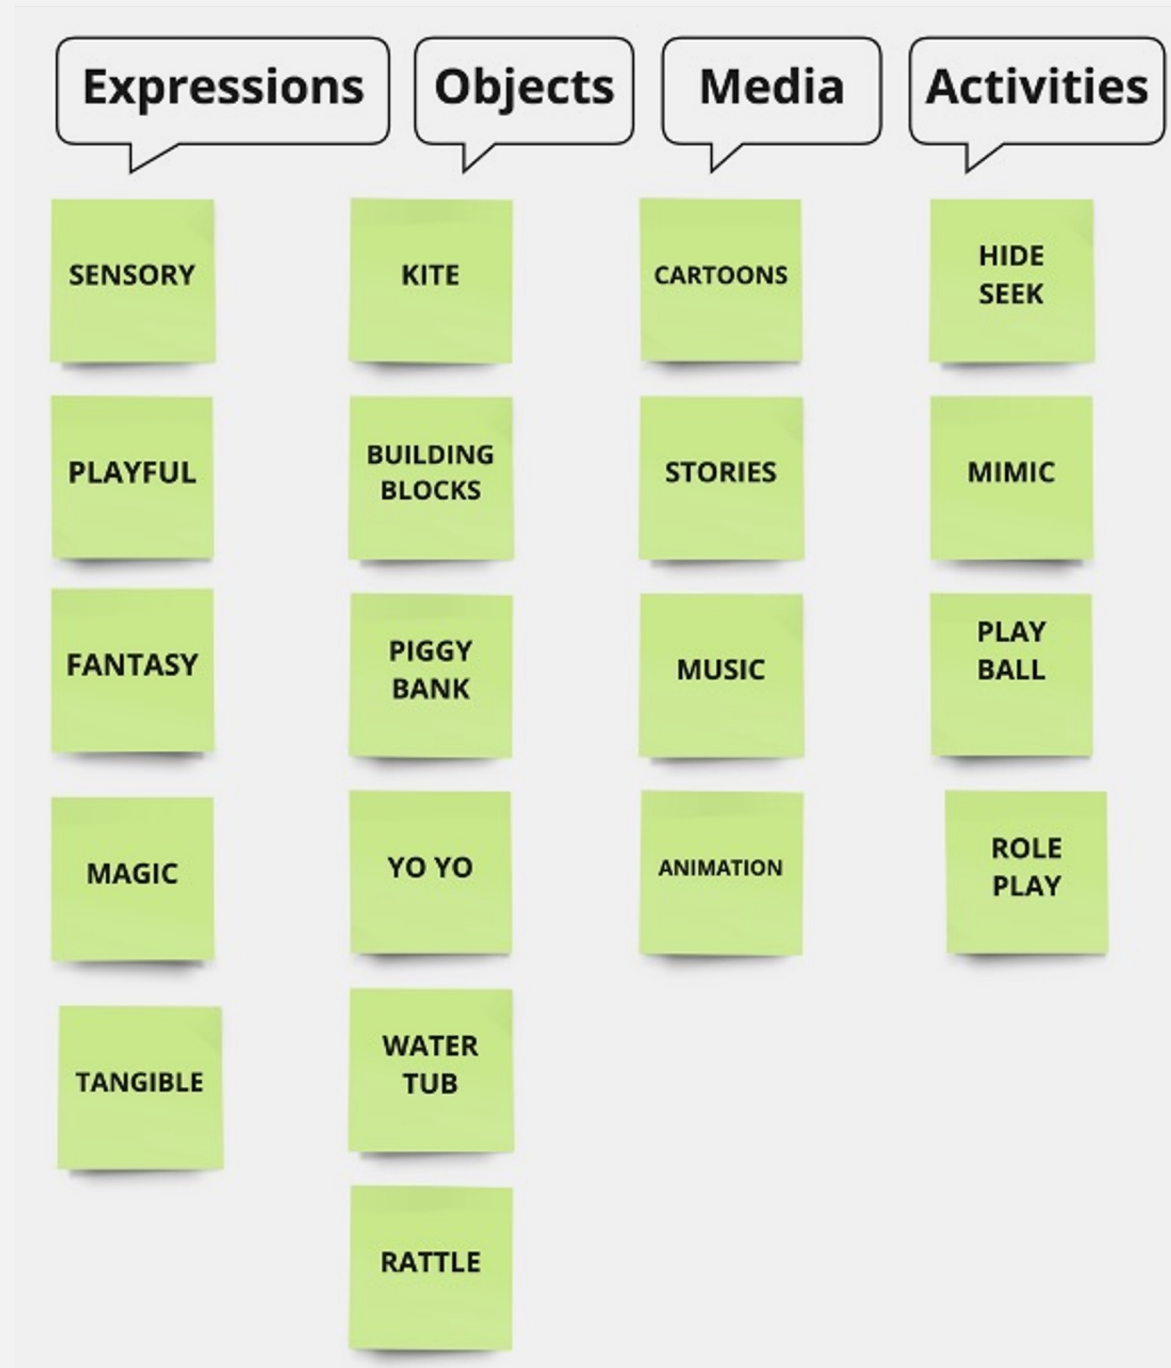 Expressions
Objects
Media
Activities
SENSORY
PLAYFUL
FANTASY
MAGIC
TANGIBLE
KITE
BUILDING
BLOCKS
PIGGY
BANK
YO YO
WATER
TUB
RATTLE
CARTOONS
STORIES
MUSIC
ANIMATION
HIDE
SEEK
MIMIC
PLAY
BALL
ROLE
PLAY